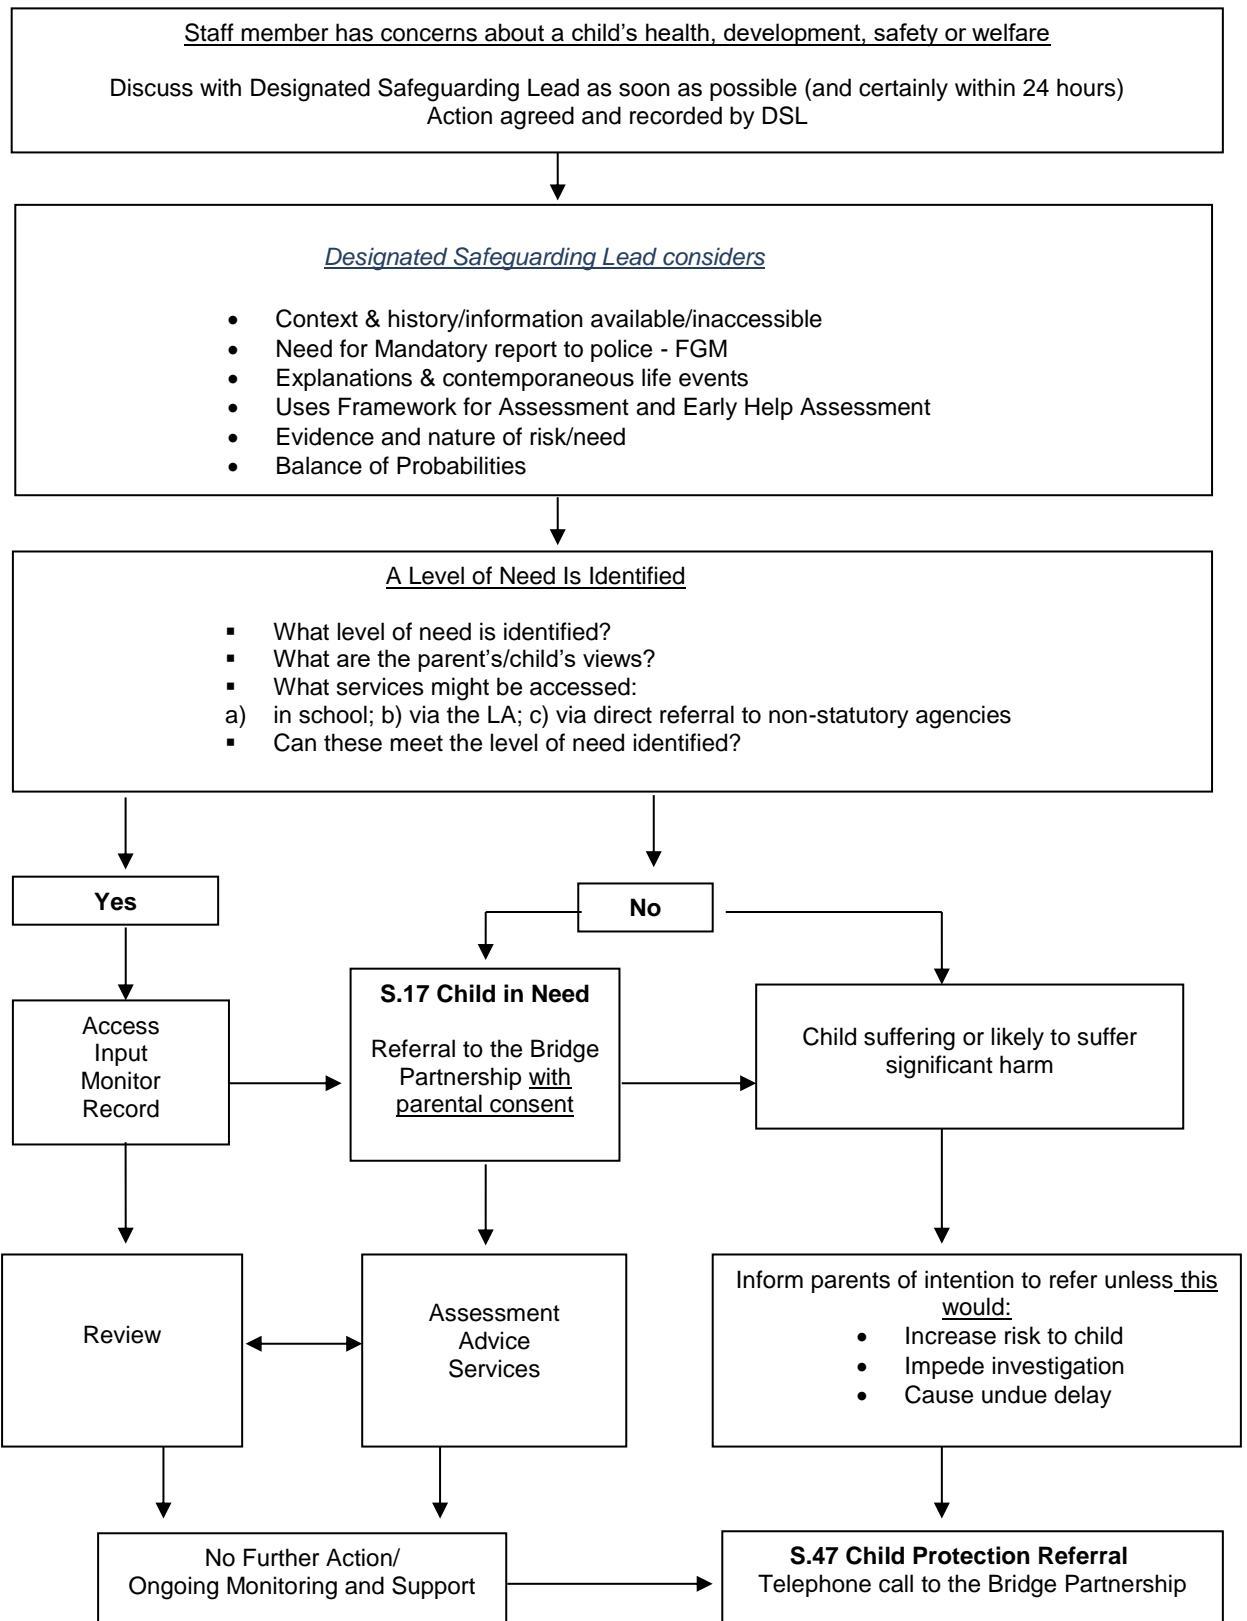 Staff member has concerns about a child's health, development, safety or welfare
Discuss with Designated Safeguarding Lead as soon as possible (and certainly within 24 hours)
Action agreed and recorded by DSL
Designated Safeguarding Lead considers
• Context & history/information available/inaccessible
• Need for Mandatory report to police - FGM
• Explanations & contemporaneous life events
• Uses Framework for Assessment and Early Help Assessment
• Evidence and nature of risk/need
• Balance of Probabilities
A Level of Need Is Identified
▪ What level of need is identified?
▪ What are the parent's/child's views?
▪ What services might be accessed:
a) in school; b) via the LA; c) via direct referral to non-statutory agencies
▪ Can these meet the level of need identified?
Yes
No
Access
Input
Monitor
Record
S.17 Child in Need
Referral to the Bridge
Partnership with
parental consent
Child suffering or likely to suffer
significant harm
Review
Assessment
Advice
Services
Inform parents of intention to refer unless this
would:
• Increase risk to child
• Impede investigation
• Cause undue delay
No Further Action/
Ongoing Monitoring and Support
S.47 Child Protection Referral
Telephone call to the Bridge Partnership